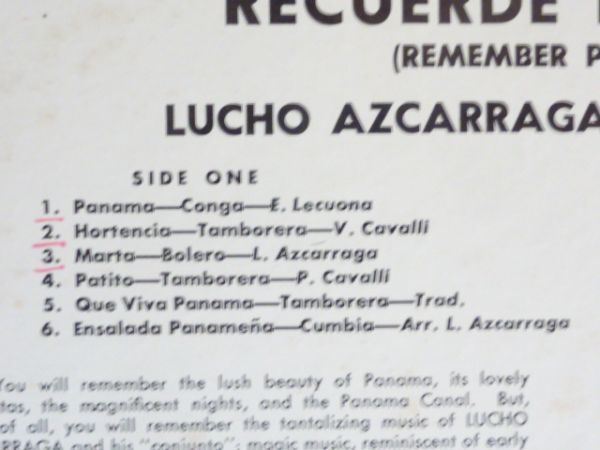 RECUERDE
(REMEMBER
LUCHO AZCARRAGA
SIDE ONE
1. Panama—Conga—E. Lecuona
2. Hortencia—Tamborera—V. Cavalli
3. Marta—Bolero—L. Azcarraga
4. Patito—Tamborera—P. Cavalli
5. Que Viva Panama—Tamborera—Trad.
6. Ensalada Panameña—Cumbia—Arr. L. Azcarraga
You will remember the lush beauty of Panama, its lovely
the magnificent nights, and the Panama Canal. But,
of all, you will remember the tantalizing music of LUCHO
and his "conjunto"; magic music, reminiscent of early